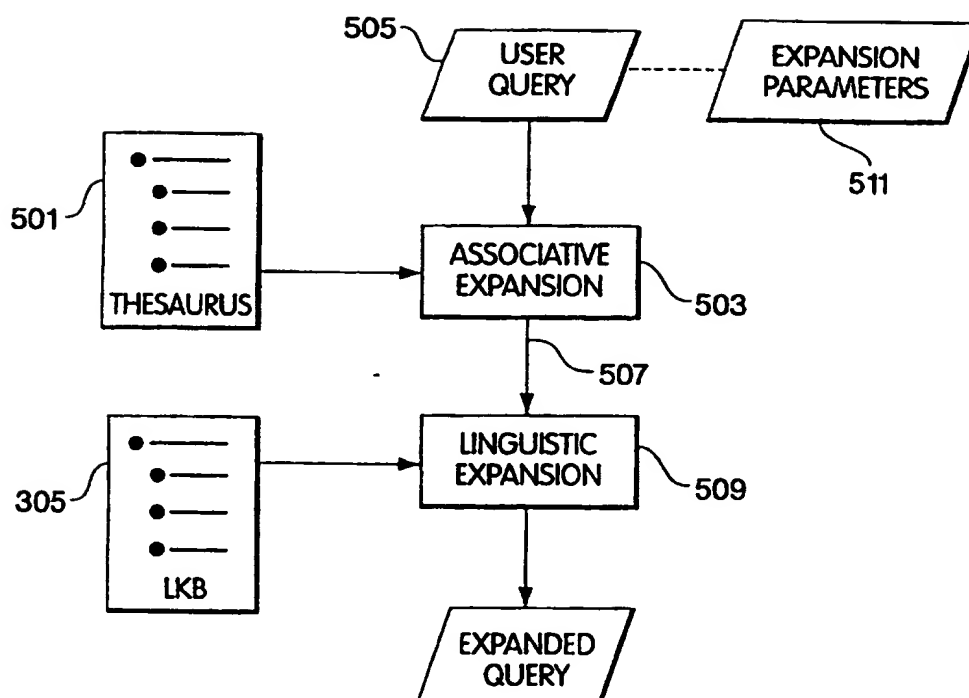 505
USER
QUERY
EXPANSION
PARAMETERS
511
501
THESAURUS
ASSOCIATIVE
EXPANSION
503
507
305
LKB
LINGUISTIC
EXPANSION
509
EXPANDED
QUERY